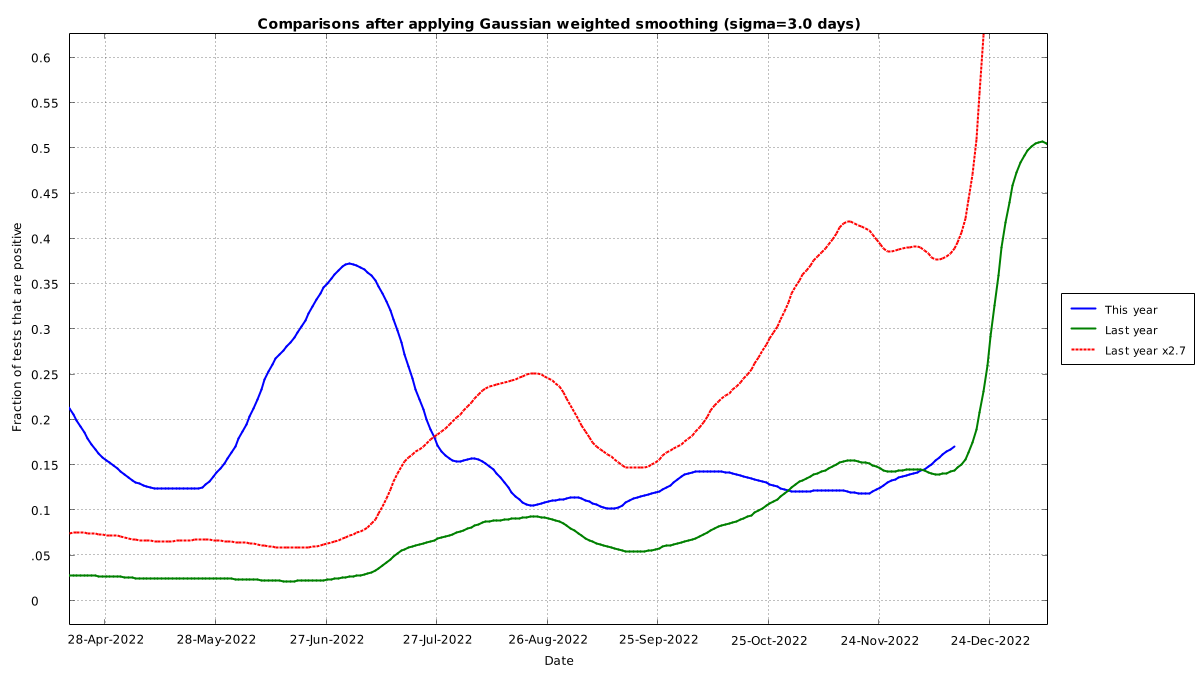 Comparisons after applying Gaussian weighted smoothing (sigma=3.0 days)
0.6
0.55
0.5
0.45
0.4
0.35
0.3
0.25
0.2
0.15
0.1
.05
0
Fraction of tests that are positive
28-Apr-2022 28-May-2022 27-Jun-2022 27-Jul-2022 26-Aug-2022 25-Sep-2022 25-Oct-2022 24-Nov-2022 24-Dec-2022
Date
This year
Last year
Last year x2.7